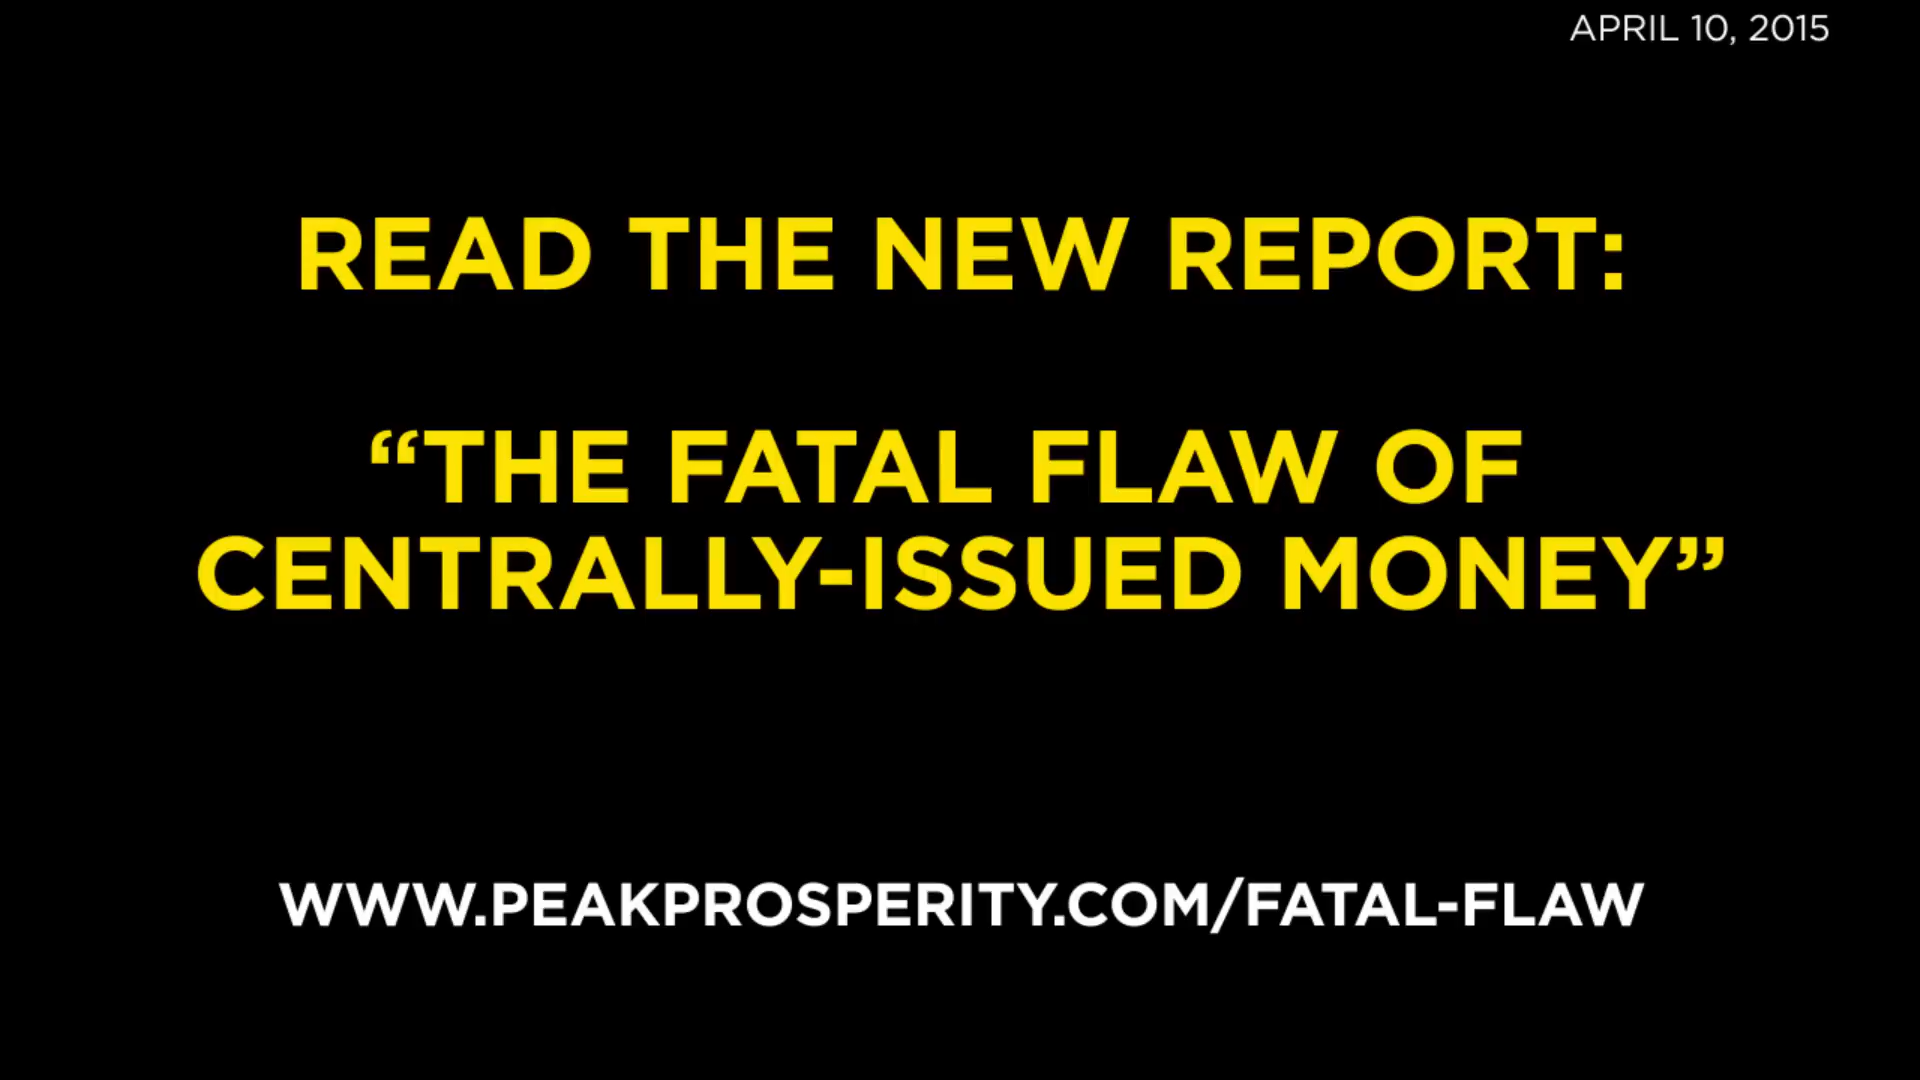 APRIL 10, 2015
READ THE NEW REPORT:
“THE FATAL FLAW OF
CENTRALLY-ISSUED MONEY”
WWW.PEAKPROSPERITY.COM/FATAL-FLAW